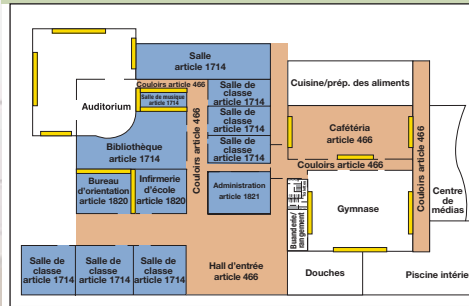 Salle
article 1714
Cuisine/prép. des aliments
Couloirs article 466
Salle de musique
article 1714
Salle de
classe
article 1714
Auditorium
Couloirs article 466
Salle de
classe
article 1714
Cafétéria
article 466
Couloirs article 466
Bibliothèque
article 1714
Salle de
classe
article 1714
Couloirs article 466
Bureau
d'orientation
article 1820
Infirmerie
d'école
article 1820
Administration
article 1821
Gymnase
Centre
de
médias
Buanderie/
rangement
Salle de
classe
article 1714
Salle de
classe
article 1714
Salle de
classe
article 1714
Hall d'entrée
article 466
Douches
Piscine intérie